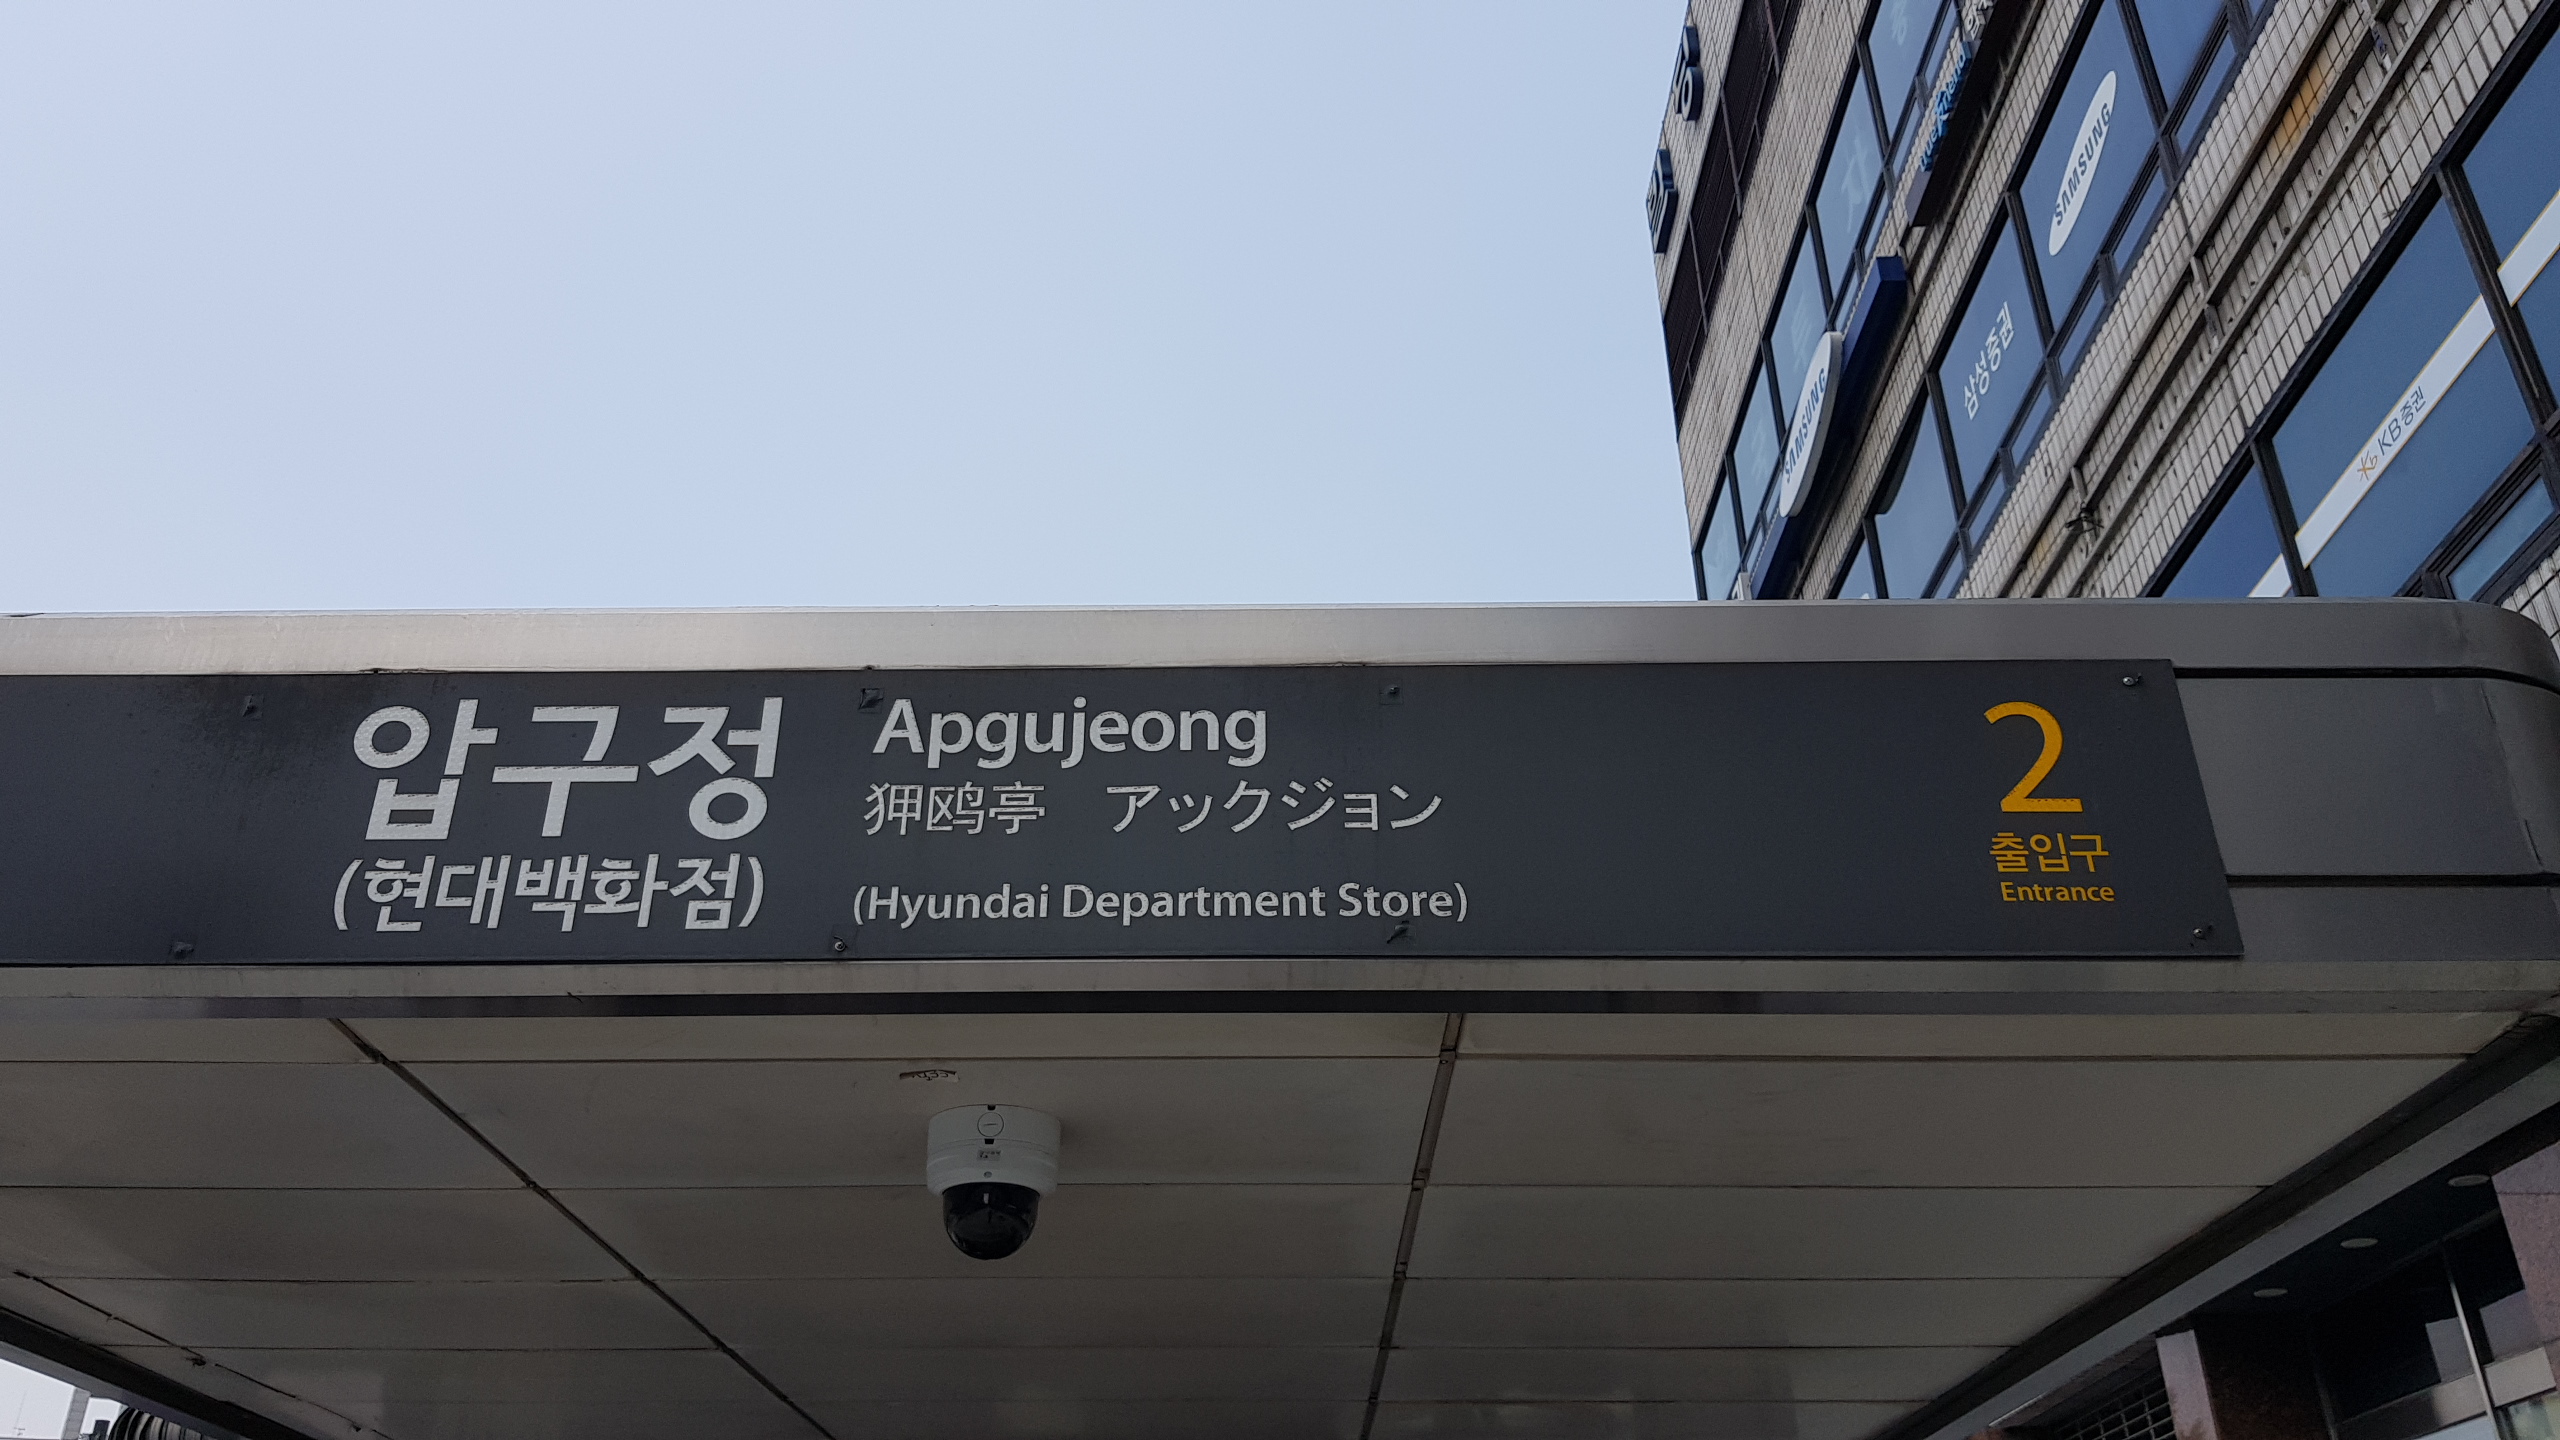 SAMSUNG
삼성증권
SAMSUNG
KB증권
압구정
(현대백화점)
Apgujeong
狎鸥亭 アックジョン
(Hyundai Department Store)
2
출입구
Entrance